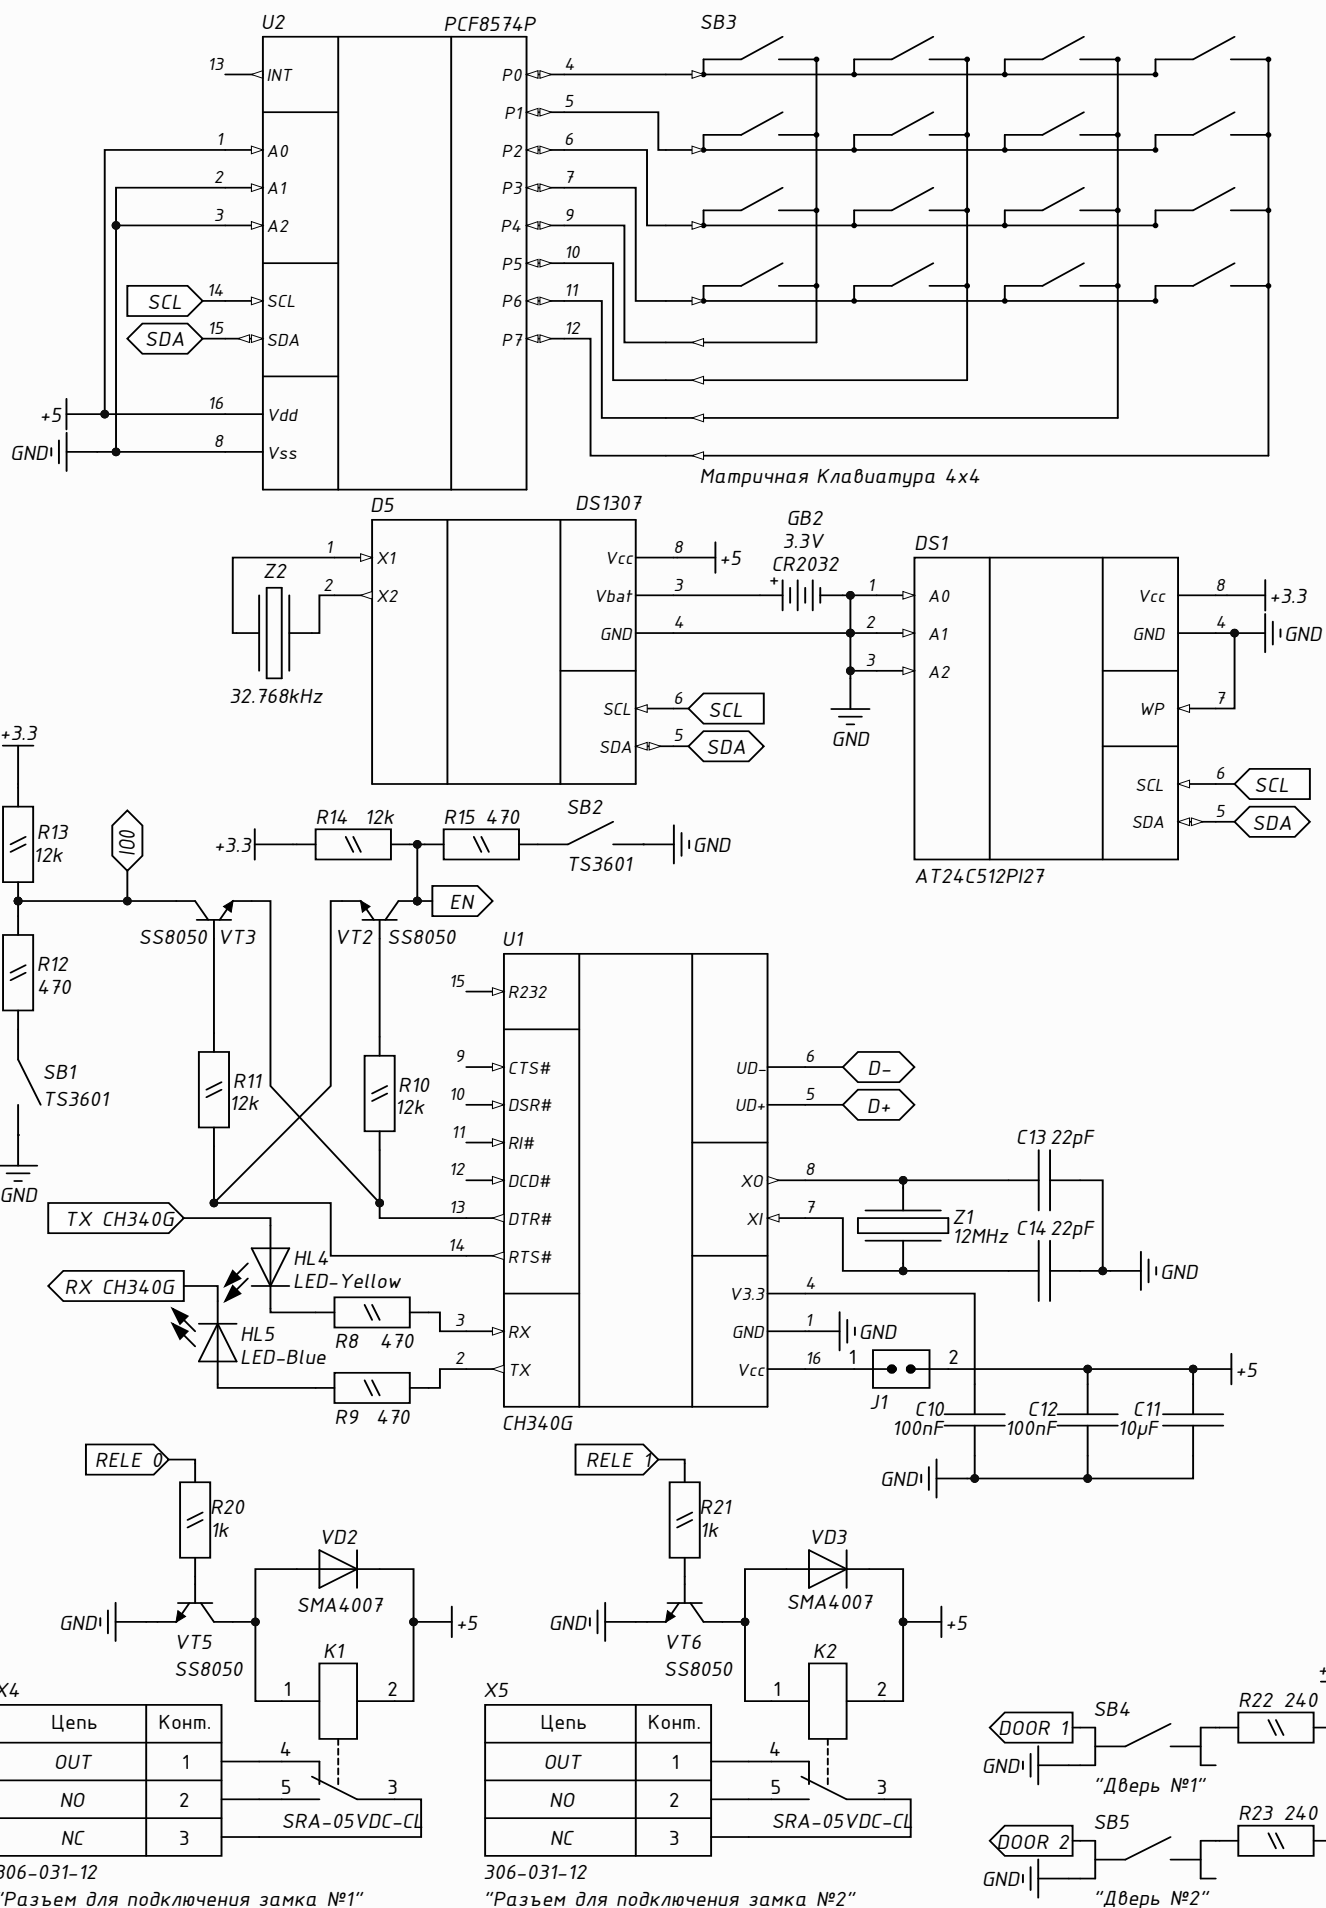 U2
PCF8574P
SB3
13 INT
P0 4
P1 5
1 A0
P2 6
2 A1
P3 7
3 A2
P4 9
P5 10
SCL 14 SCL
P6 11
SDA 15 SDA
P7 12
+5 16 Vdd
GND 8 Vss
Матричная Клавиатура 4x4
D5
DS1307
1 X1
2 X2
Z2
32.768kHz
Vcc 8 +5
Vbat 3
GND 4
SCL 6 SCL
SDA 5 SDA
GB2
3.3V
CR2032
+
GND
DS1
1 A0
2 A1
3 A2
Vcc 8 +3.3
GND 4 GND
WP 7
SCL 6 SCL
SDA 5 SDA
AT24C512PI27
+3.3
R13
12k
IO0
R12
470
SB1
TS3601
GND
+3.3
R14 12k
R15 470
SB2
TS3601
GND
EN
SS8050 VT3
VT2 SS8050
R11
12k
R10
12k
U1
15 R232
9 CTS#
10 DSR#
11 RI#
12 DCD#
13 DTR#
14 RTS#
3 RX
2 TX
UD- 6 D-
UD+ 5 D+
XO 8
XI 7
V3.3 4
GND 1 GND
Vcc 16
CH340G
TX CH340G
HL4
LED-Yellow
RX CH340G
HL5
LED-Blue
R8 470
R9 470
C13 22pF
Z1
12MHz
C14 22pF
GND
1 2
J1
+5
C10
100nF
C12
100nF
C11
10µF
GND
RELE 0
R20
1k
VD2
SMA4007
GND
VT5
SS8050
+5
K1
1 2
RELE 1
R21
1k
VD3
SMA4007
GND
VT6
SS8050
+5
K2
1 2
X4
Цепь Конт.
OUT 1
NO 2
NC 3
4
5 3
SRA-05VDC-CL
306-031-12
"Разъем для подключения замка №1"
X5
Цепь Конт.
OUT 1
NO 2
NC 3
4
5 3
SRA-05VDC-CL
306-031-12
"Разъем для подключения замка №2"
DOOR 1
GND
SB4
R22 240
"Дверь №1"
DOOR 2
GND
SB5
R23 240
"Дверь №2"